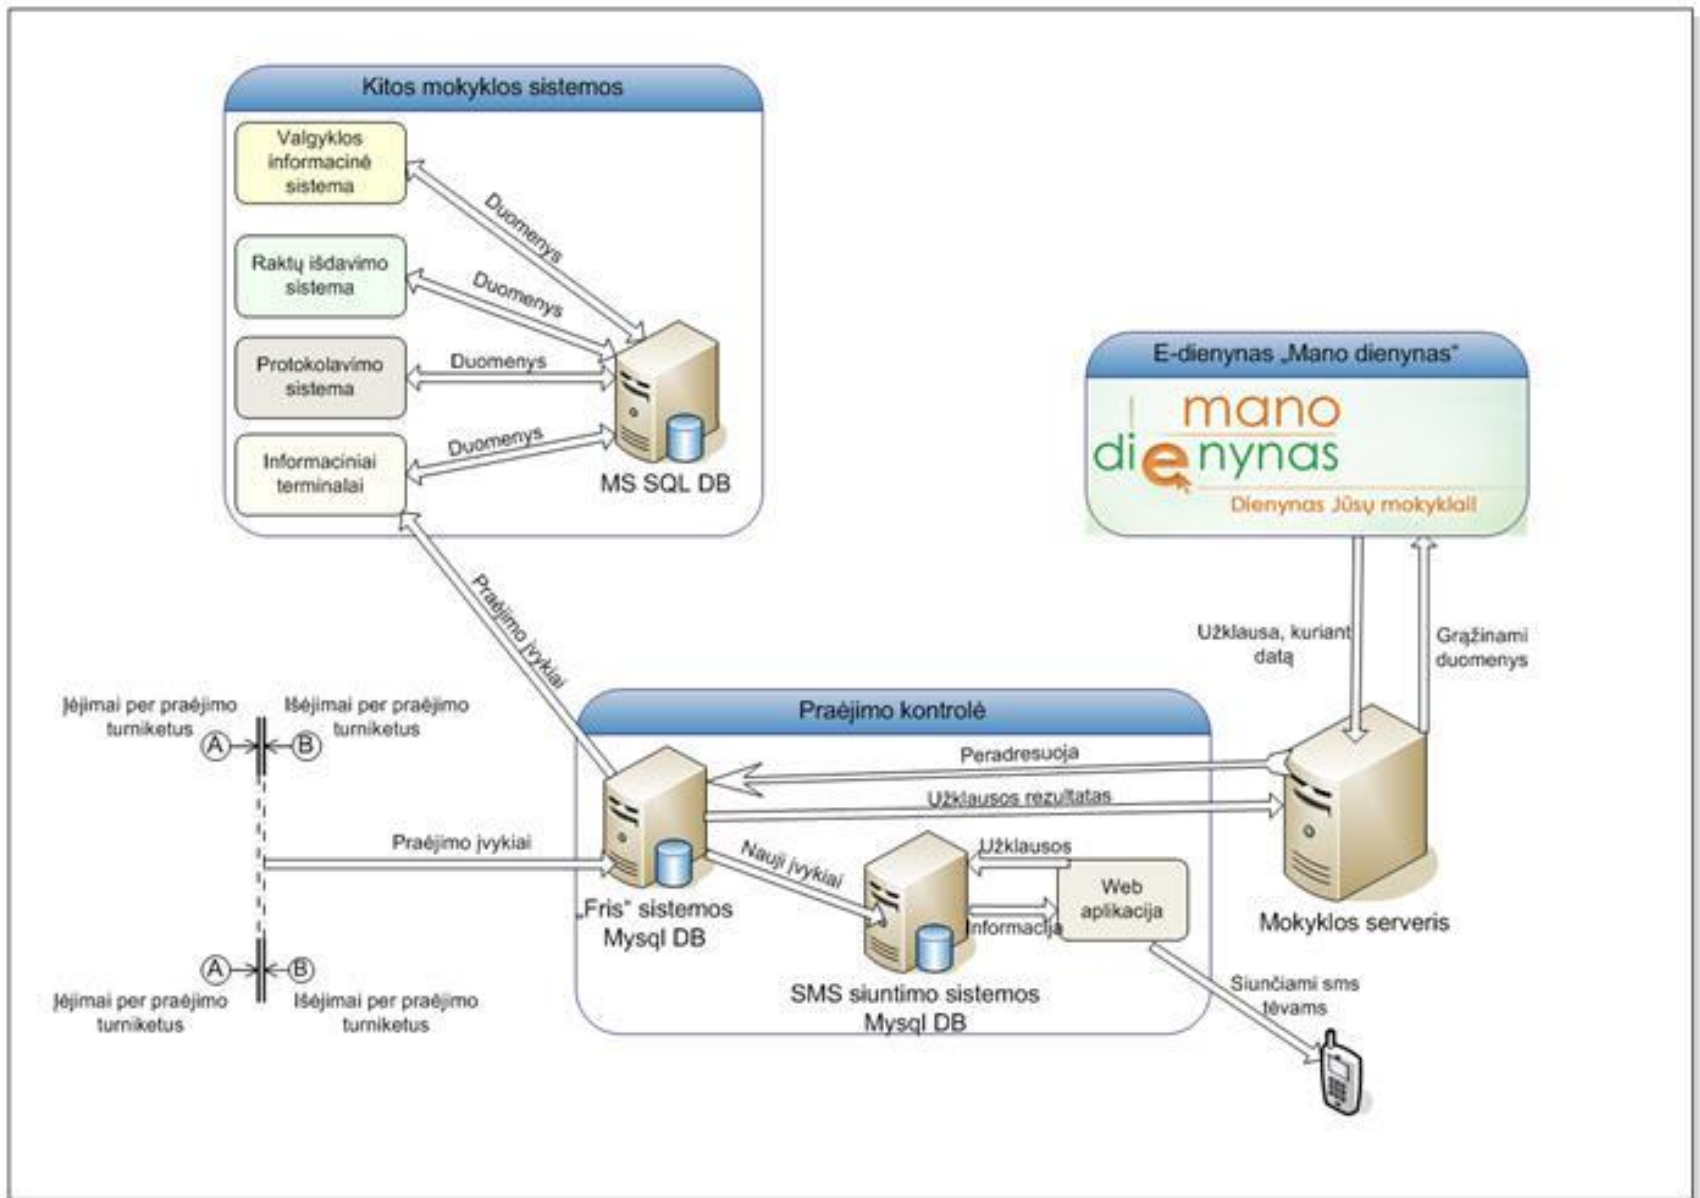 Kitos mokyklos sistemos
Valgyklos
informacinė
sistema
Duomenys
Raktų išdavimo
sistema
Duomenys
Protokolavimo
sistema
Duomenys
Informaciniai
terminalai
Duomenys
MS SQL DB
E-dienynas „Mano dienynas“
mano
dienynas
Dienynas Jūsų mokyklai!
Praėjimo įvykiai
Užklausa, kuriant
datą
Grąžinami
duomenys
Įėjimai per praėjimo
turniketus
Išėjimai per praėjimo
turniketus
A
B
Praėjimo kontrolė
Peradresuoja
Užklausos rezultatas
Praėjimo įvykiai
Nauji įvykiai
Užklausos
Web
aplikacija
Informacija
„Fris“ sistemos
Mysql DB
Mokyklos serveris
A
B
Įėjimai per praėjimo
turniketus
Išėjimai per praėjimo
turniketus
SMS siuntimo sistemos
Mysql DB
Siunčiami sms
tėvams